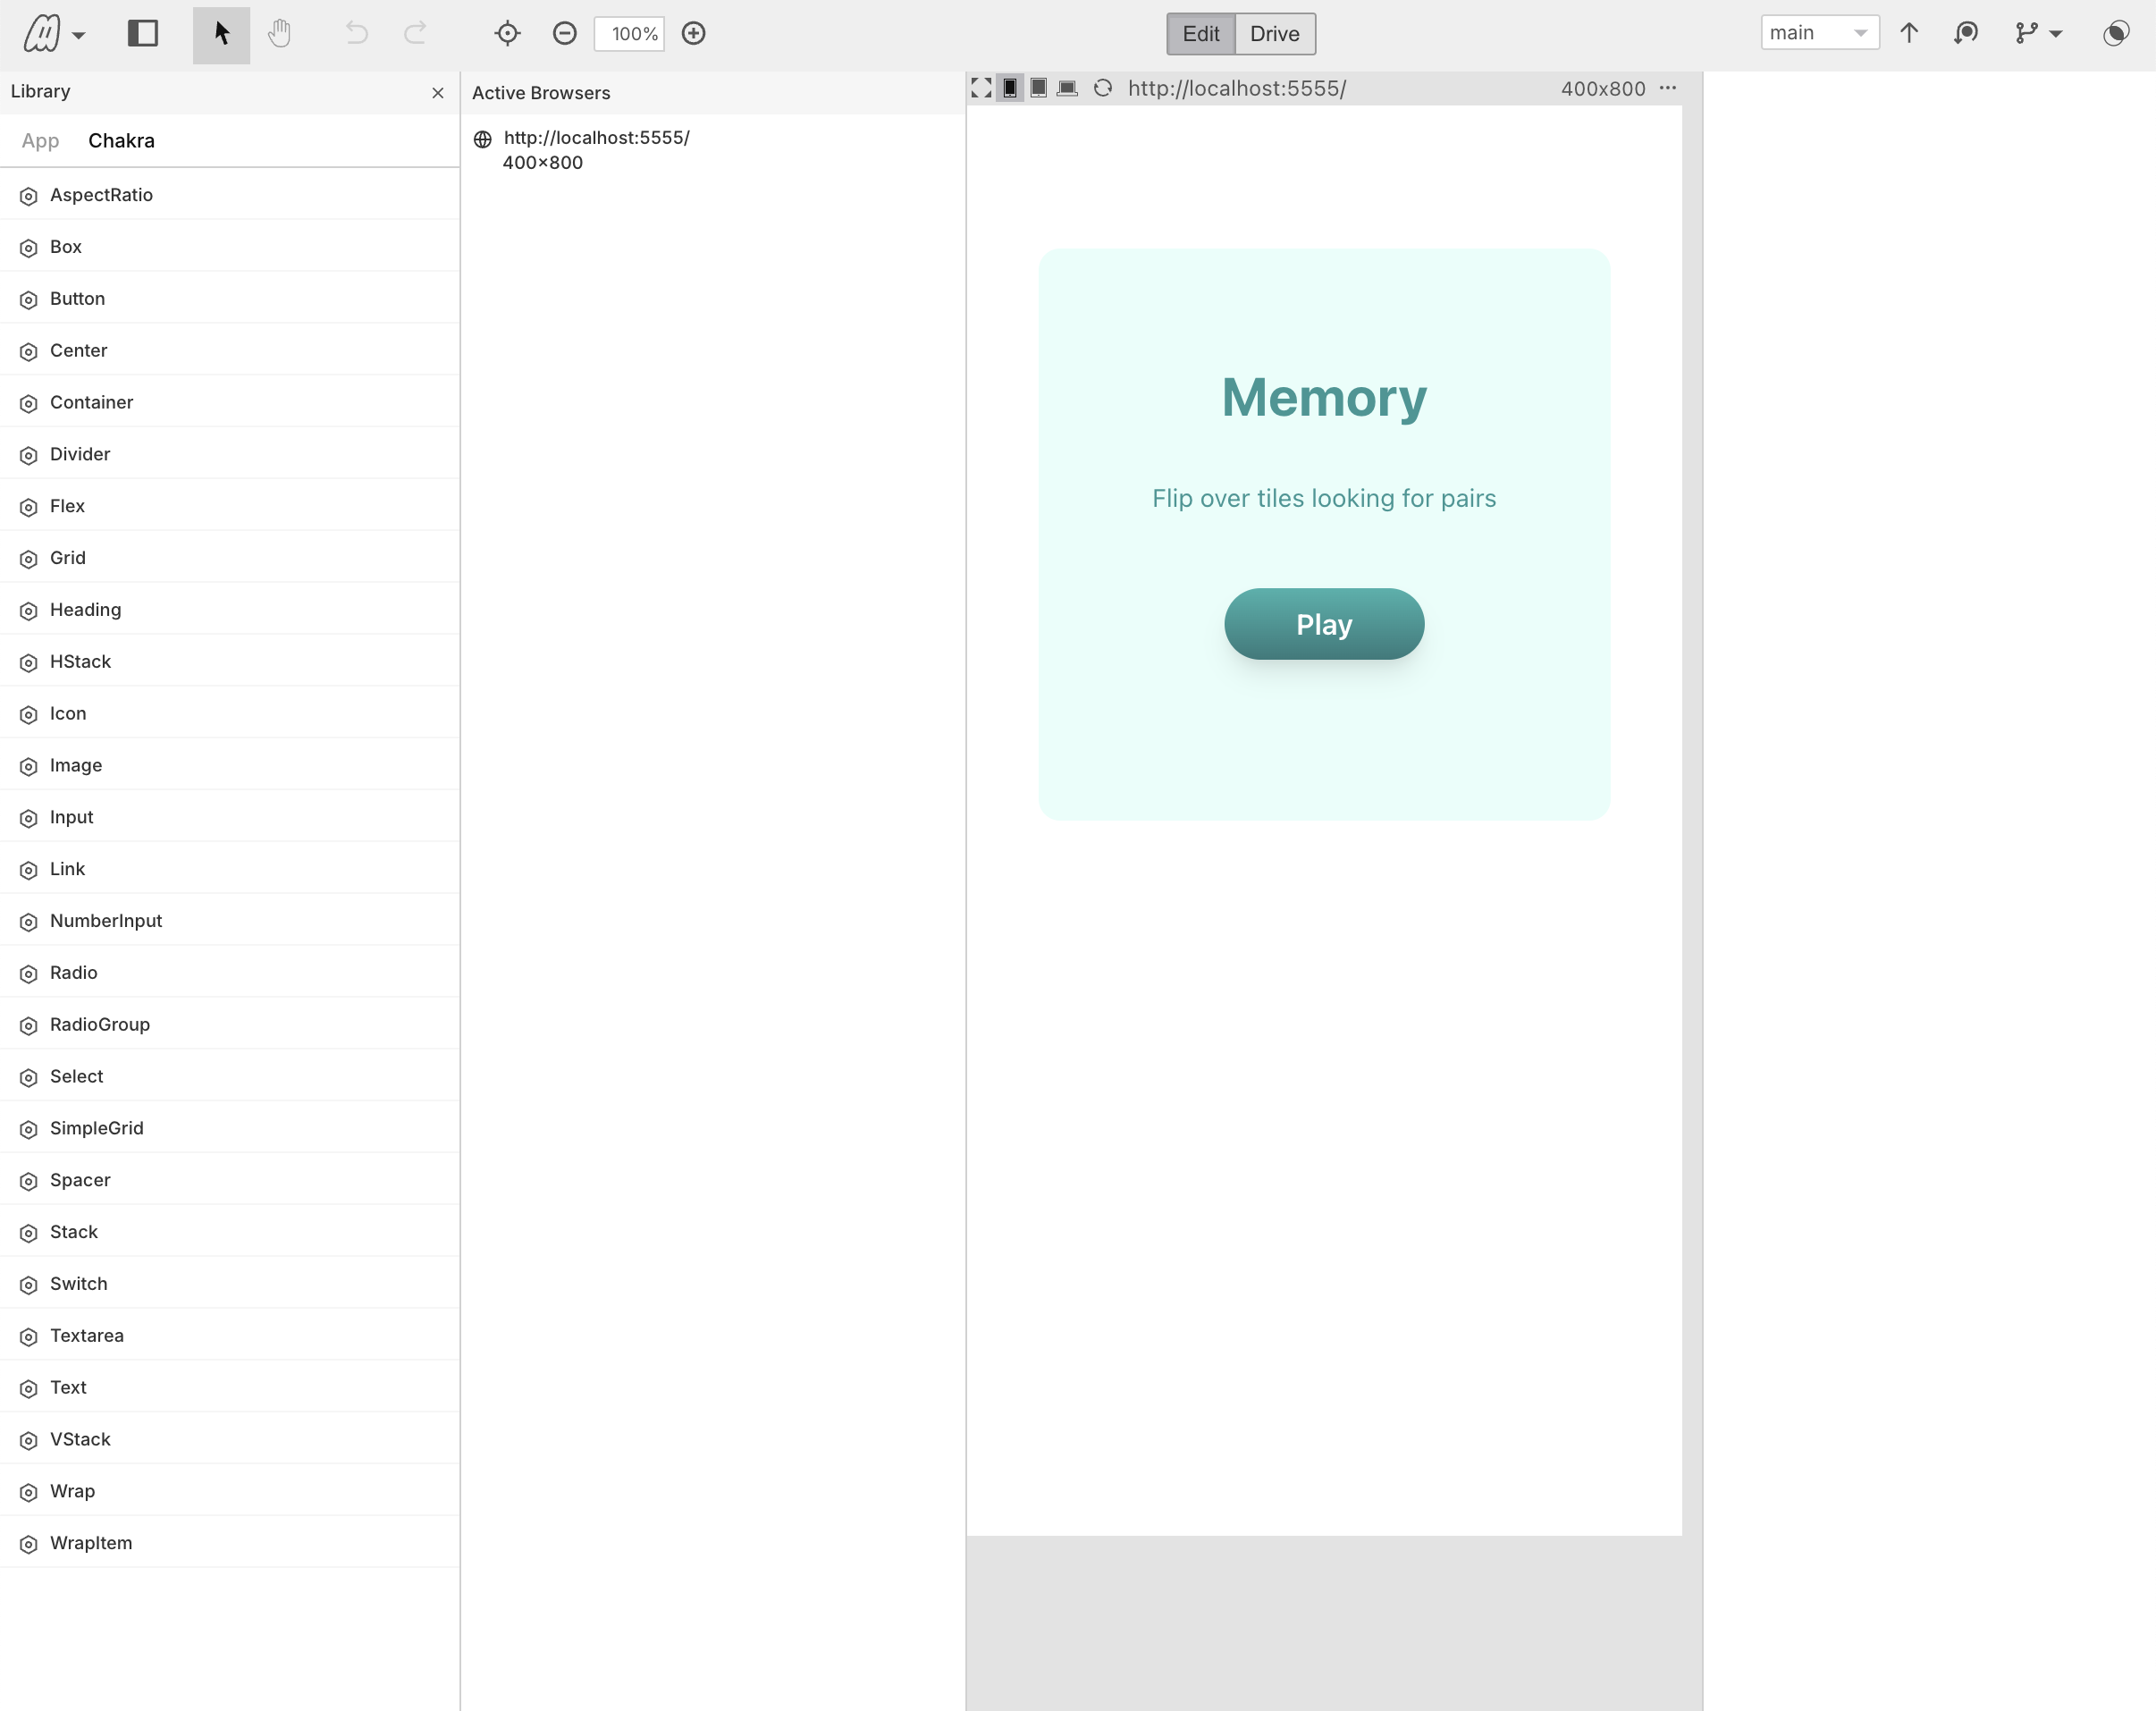 100%
Edit
Drive
main
Library
App
Chakra
AspectRatio
Box
Button
Center
Container
Divider
Flex
Grid
Heading
HStack
Icon
Image
Input
Link
NumberInput
Radio
RadioGroup
Select
SimpleGrid
Spacer
Stack
Switch
Textarea
Text
VStack
Wrap
WrapItem
Active Browsers
http://localhost:5555/
400×800
http://localhost:5555/
400x800
Memory
Flip over tiles looking for pairs
Play